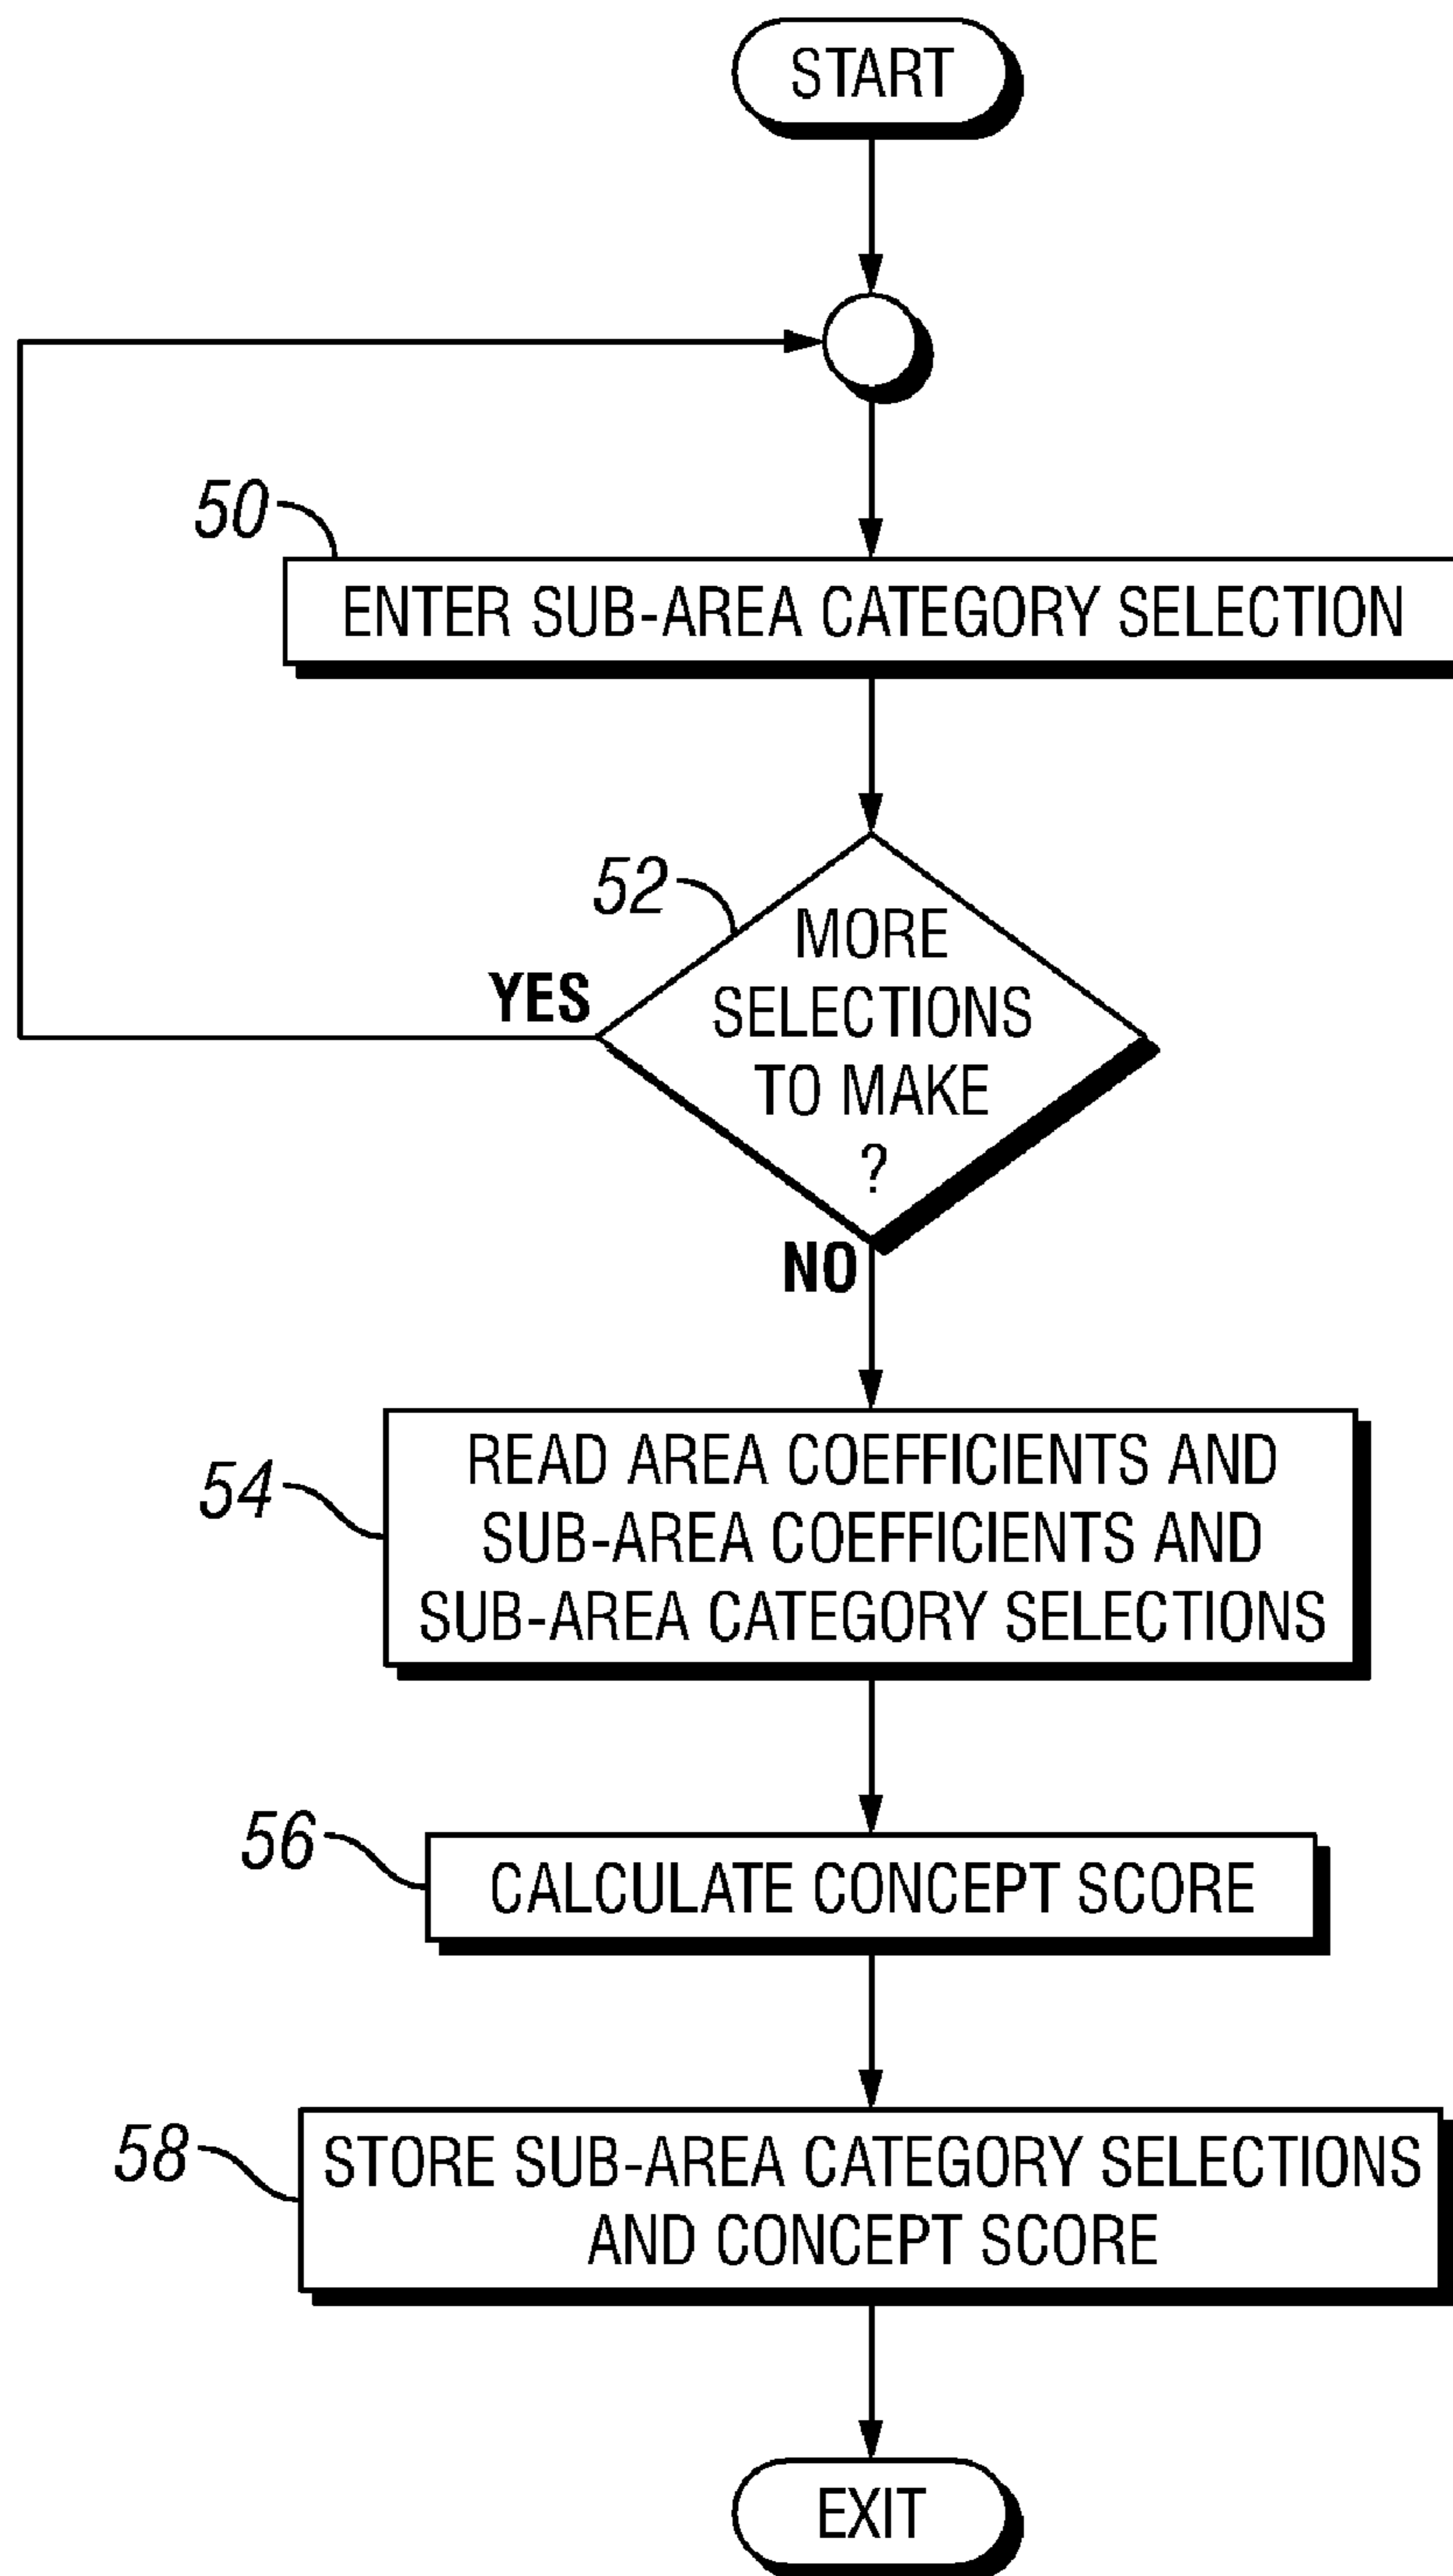 START
50
ENTER SUB-AREA CATEGORY SELECTION
52
MORE
SELECTIONS
TO MAKE
?
YES
NO
54
READ AREA COEFFICIENTS AND
SUB-AREA COEFFICIENTS AND
SUB-AREA CATEGORY SELECTIONS
56
CALCULATE CONCEPT SCORE
58
STORE SUB-AREA CATEGORY SELECTIONS
AND CONCEPT SCORE
EXIT